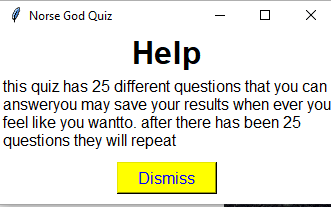 Norse God Quiz
Help
this quiz has 25 different questions that you can
answeryou may save your results when ever you
feel like you wantto. after there has been 25
questions they will repeat
Dismiss